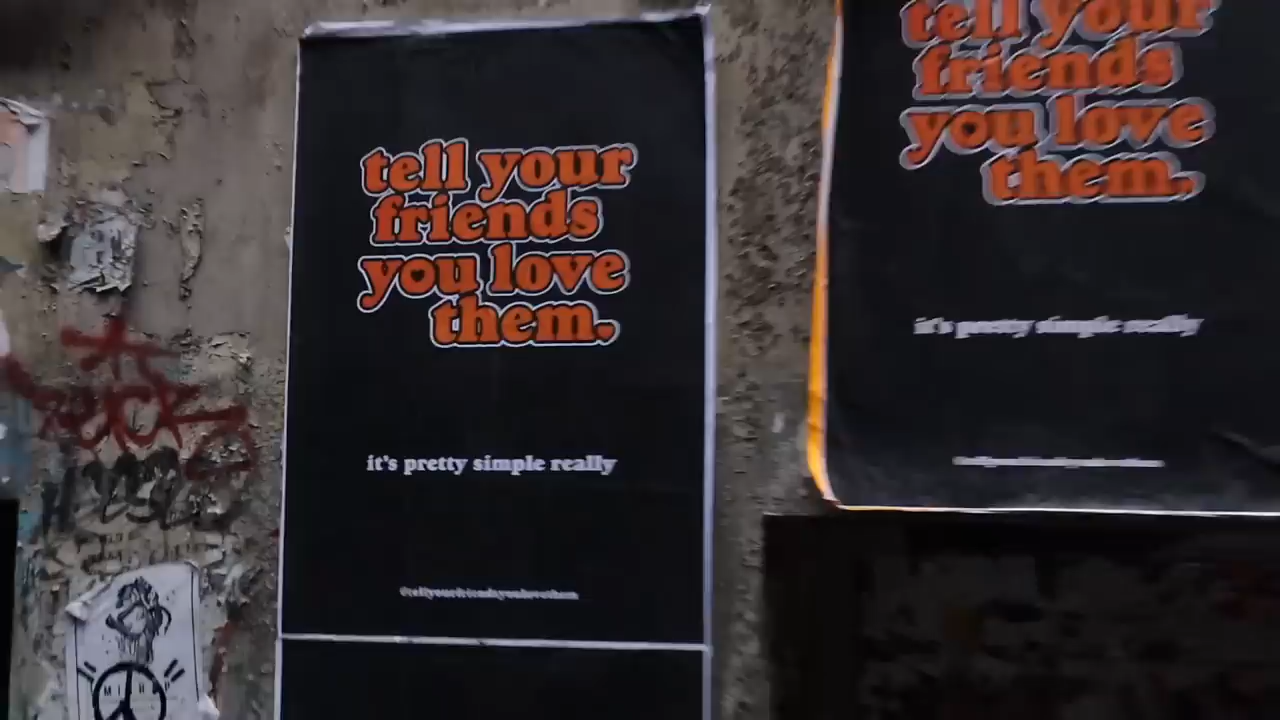 tell your
friends
you love
them.
it's pretty simple really
@tellyourfriendsyoulovethem
tell your
friends
you love
them.
it's pretty simple really